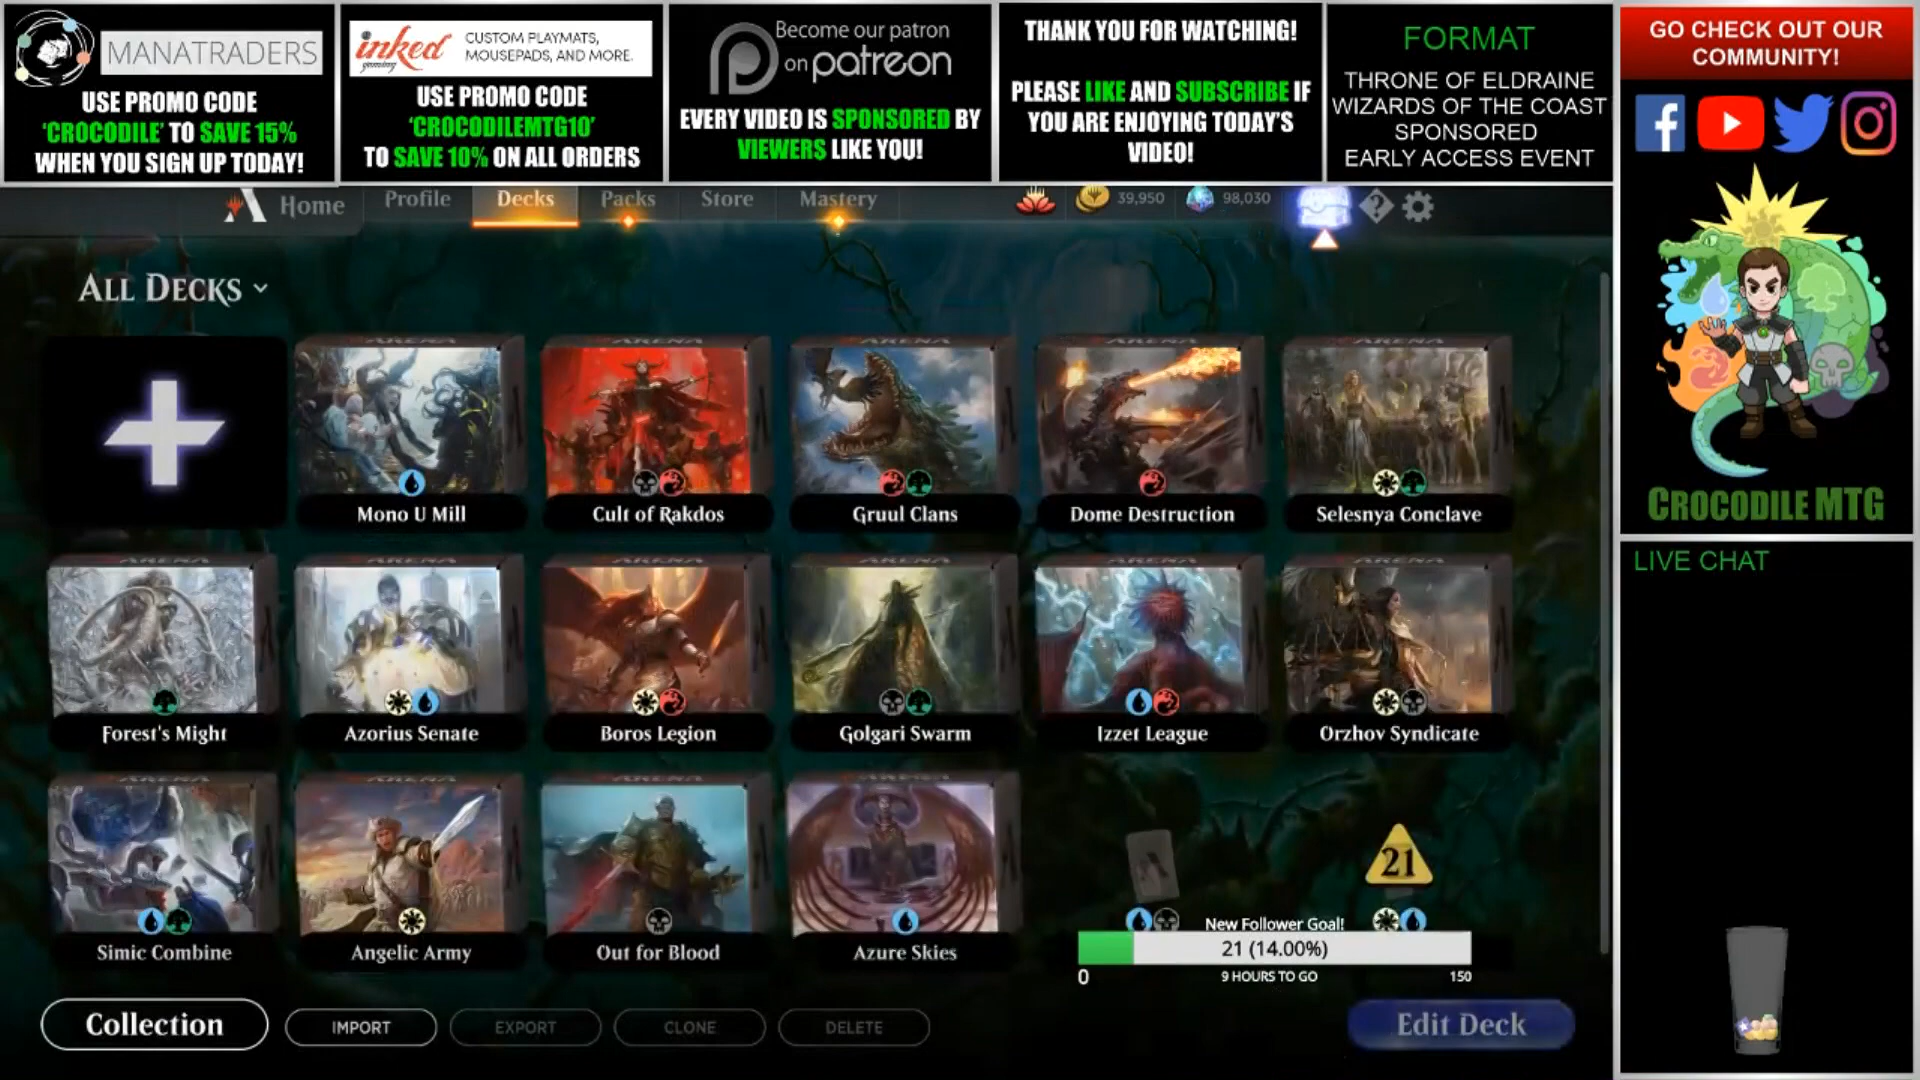 MANATRADERS
USE PROMO CODE
'CROCODILE' TO SAVE 15%
WHEN YOU SIGN UP TODAY!
inked
gaming
CUSTOM PLAYMATS,
MOUSEPADS, AND MORE.
USE PROMO CODE
'CROCODILEMTG10'
TO SAVE 10% ON ALL ORDERS
Become our patron
on patreon
EVERY VIDEO IS SPONSORED BY
VIEWERS LIKE YOU!
THANK YOU FOR WATCHING!
PLEASE LIKE AND SUBSCRIBE IF
YOU ARE ENJOYING TODAY'S
VIDEO!
FORMAT
THRONE OF ELDRAINE
WIZARDS OF THE COAST
SPONSORED
EARLY ACCESS EVENT
GO CHECK OUT OUR
COMMUNITY!
CROCODILE MTG
LIVE CHAT
Home Profile Decks Packs Store Mastery 39,950 98,030
ALL DECKS
Mono U Mill Cult of Rakdos Gruul Clans Dome Destruction Selesnya Conclave
Forest's Might Azorius Senate Boros Legion Golgari Swarm Izzet League Orzhov Syndicate
Simic Combine Angelic Army Out for Blood Azure Skies
21
New Follower Goal!
21 (14.00%)
0 9 HOURS TO GO 150
Collection IMPORT EXPORT CLONE DELETE Edit Deck